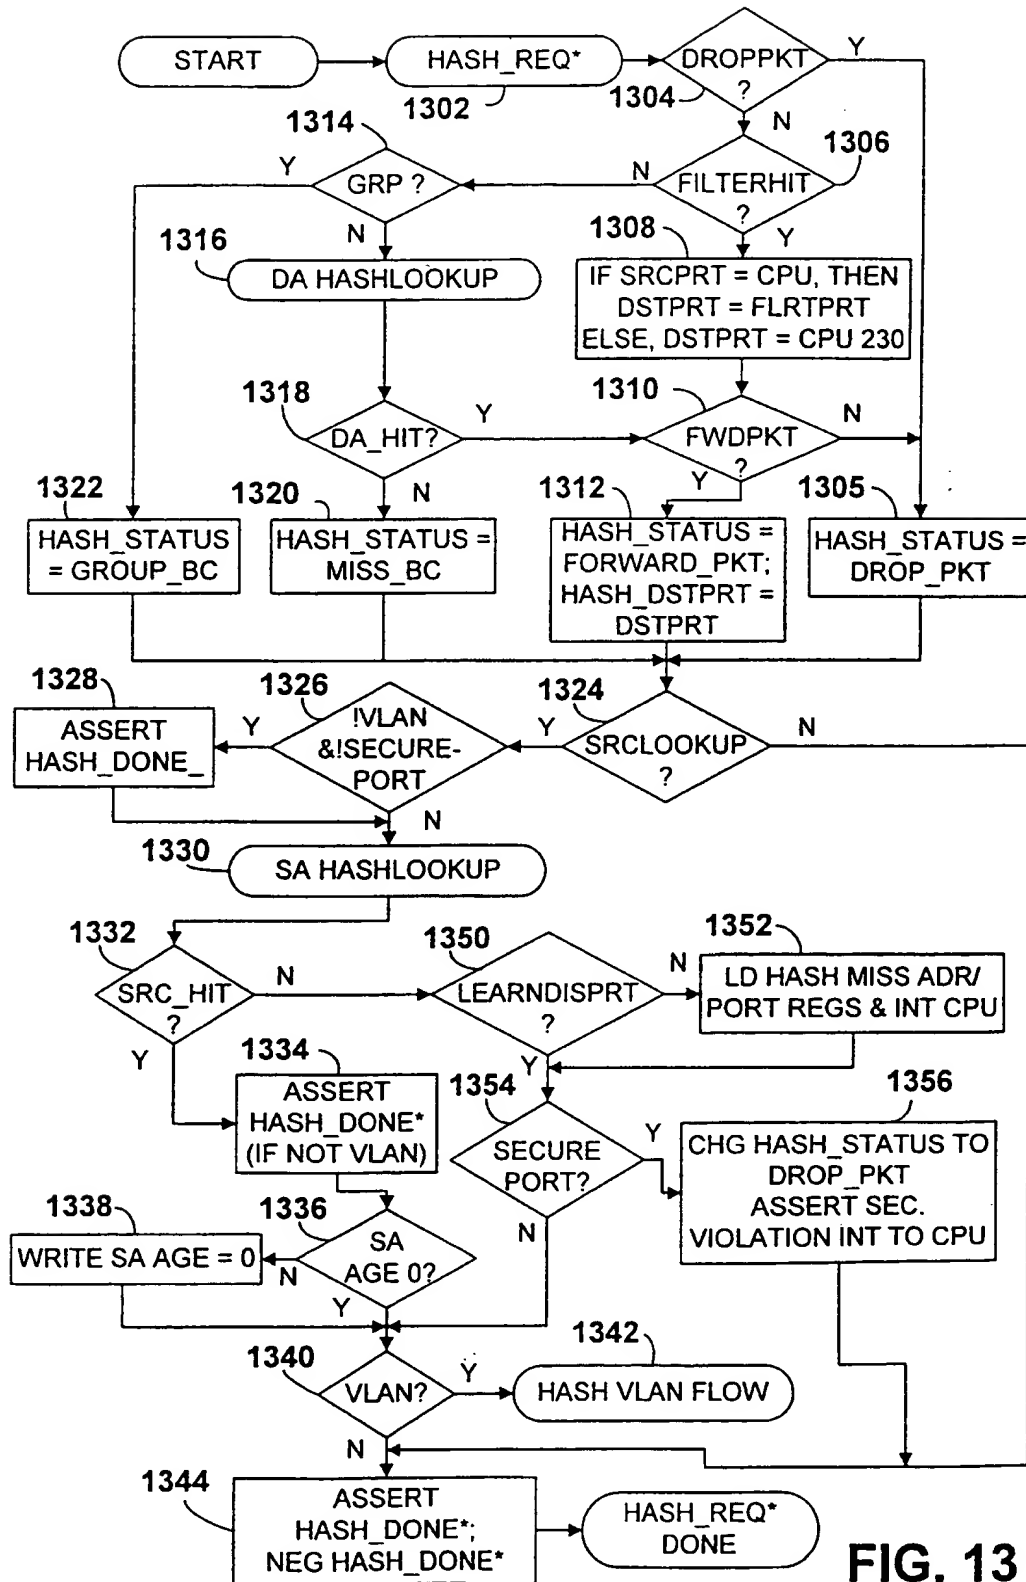 START
HASH_REQ*
1302
DROPPKT
?
1304
Y
N
1314
GRP ?
Y
N
FILTERHIT
?
1306
N
Y
1316
DA HASHLOOKUP
1308
IF SRCPRT = CPU, THEN
DSTPRT = FLRTPRT
ELSE, DSTPRT = CPU 230
1318
DA_HIT?
Y
N
1310
FWDPKT
?
N
Y
1322
HASH_STATUS
= GROUP_BC
1320
HASH_STATUS =
MISS_BC
1312
HASH_STATUS =
FORWARD_PKT;
HASH_DSTPRT =
DSTPRT
1305
HASH_STATUS =
DROP_PKT
1328
ASSERT
HASH_DONE_
1326
!VLAN
&!SECURE-
PORT
Y
N
1324
SRCLOOKUP
?
Y
N
1330
SA HASHLOOKUP
1332
SRC_HIT
?
N
Y
1350
LEARNDISPRT
?
N
Y
1352
LD HASH MISS ADR/
PORT REGS & INT CPU
1334
ASSERT
HASH_DONE*
(IF NOT VLAN)
1354
SECURE
PORT?
Y
N
1356
CHG HASH_STATUS TO
DROP_PKT
ASSERT SEC.
VIOLATION INT TO CPU
1338
WRITE SA AGE = 0
1336
SA
AGE 0?
N
Y
1340
VLAN?
Y
N
1342
HASH VLAN FLOW
1344
ASSERT
HASH_DONE*;
NEG HASH_DONE*
HASH_REQ*
DONE
FIG. 13